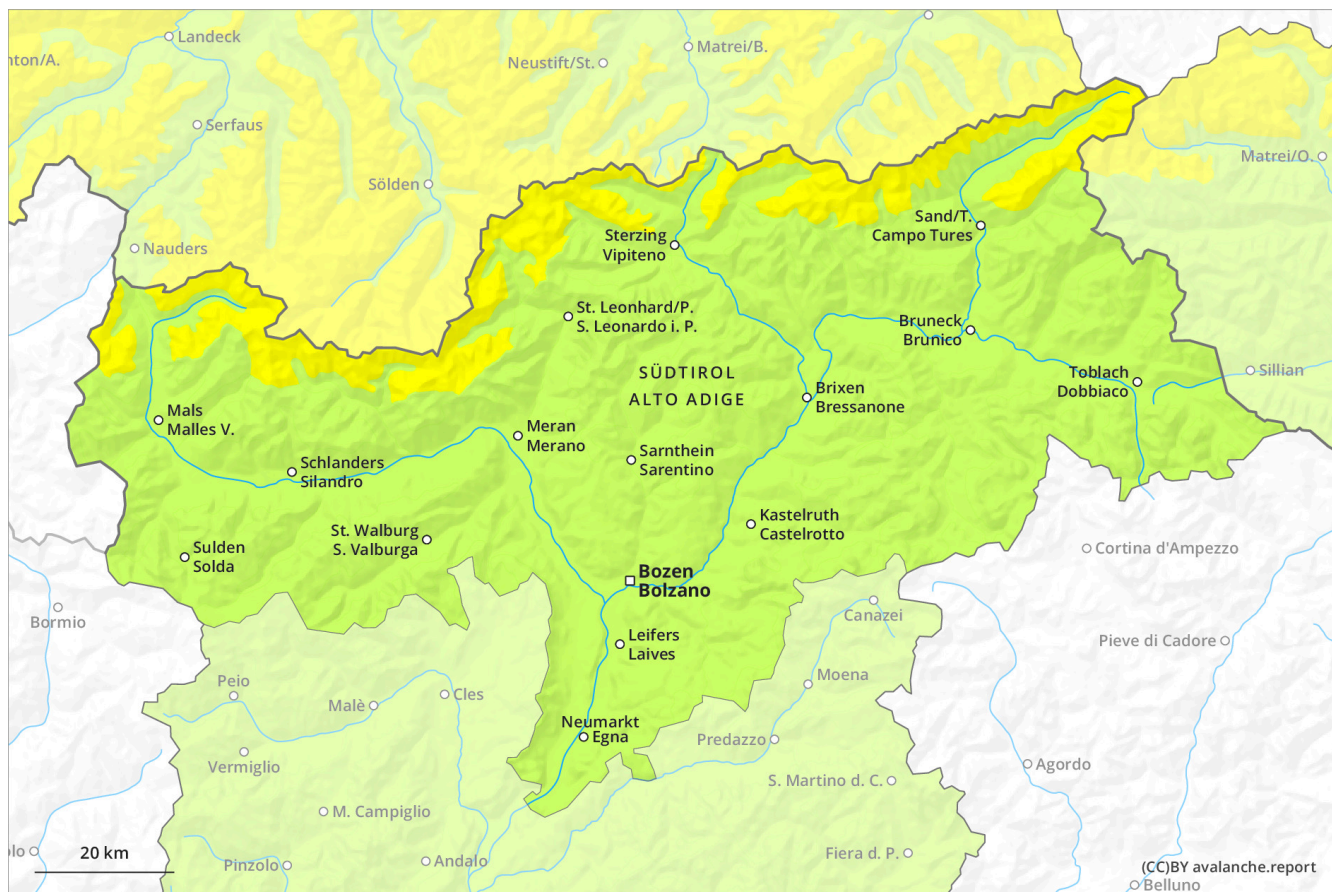 Landeck
nton/A.
Neustift/St.
Matrei/B.
Serfaus
Matrei/O.
Sölden
Nauders
Sand/T.
Campo Tures
Sterzing
Vipiteno
St. Leonhard/P.
S. Leonardo i. P.
Bruneck
Brunico
SÜDTIROL
ALTO ADIGE
Toblach
Dobbiaco
Sillian
Brixen
Bressanone
Mals
Malles V.
Meran
Merano
Sarnthein
Sarentino
Schlanders
Silandro
Kastelruth
Castelrotto
St. Walburg
S. Valburga
Sulden
Solda
Cortina d'Ampezzo
Bozen
Bolzano
Bormio
Canazei
Leifers
Laives
Pieve di Cadore
Peio
Moena
Cles
Malè
Neumarkt
Egna
Predazzo
Vermiglio
Agordo
S. Martino d. C.
M. Campiglio
olo
20 km
Pinzolo
Andalo
Fiera d. P.
(CC)BY avalanche.report
Belluno